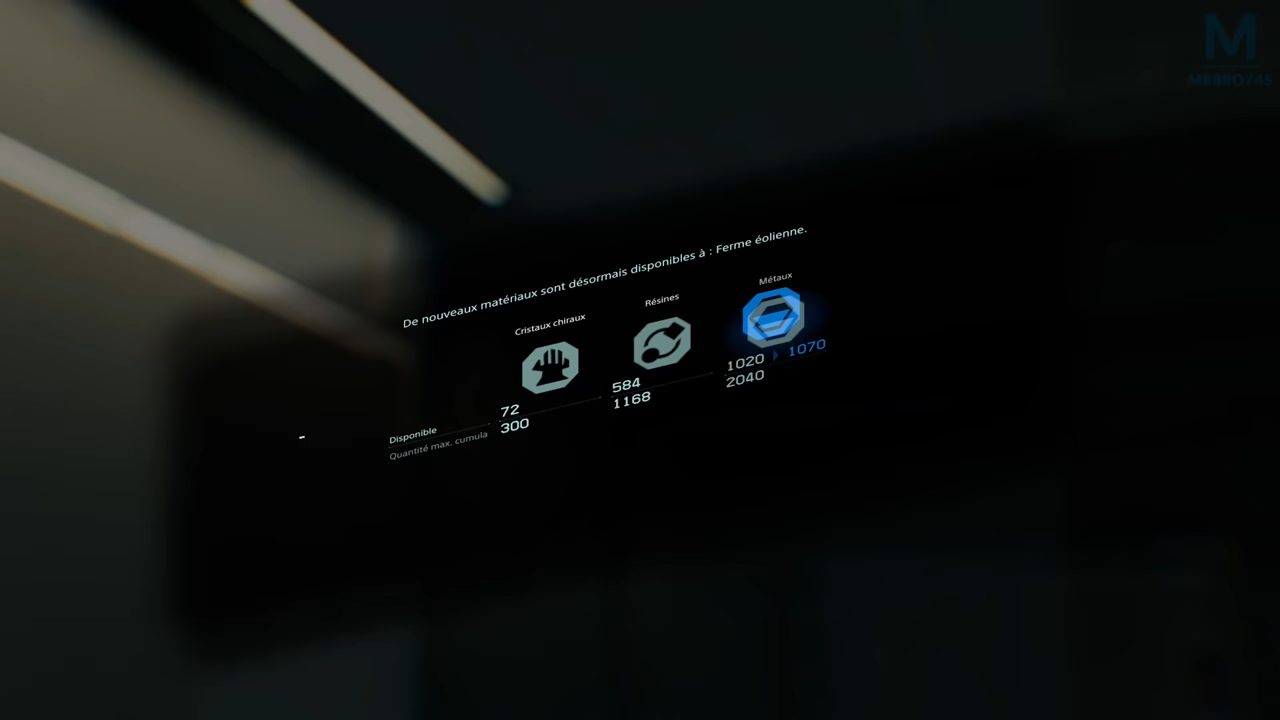 De nouveaux matériaux sont désormais disponibles à : Ferme éolienne.
Cristaux chiraux Résines Métaux
Disponible 72 584 1020 1070
Quantité max. cumula 300 1168 2040
M